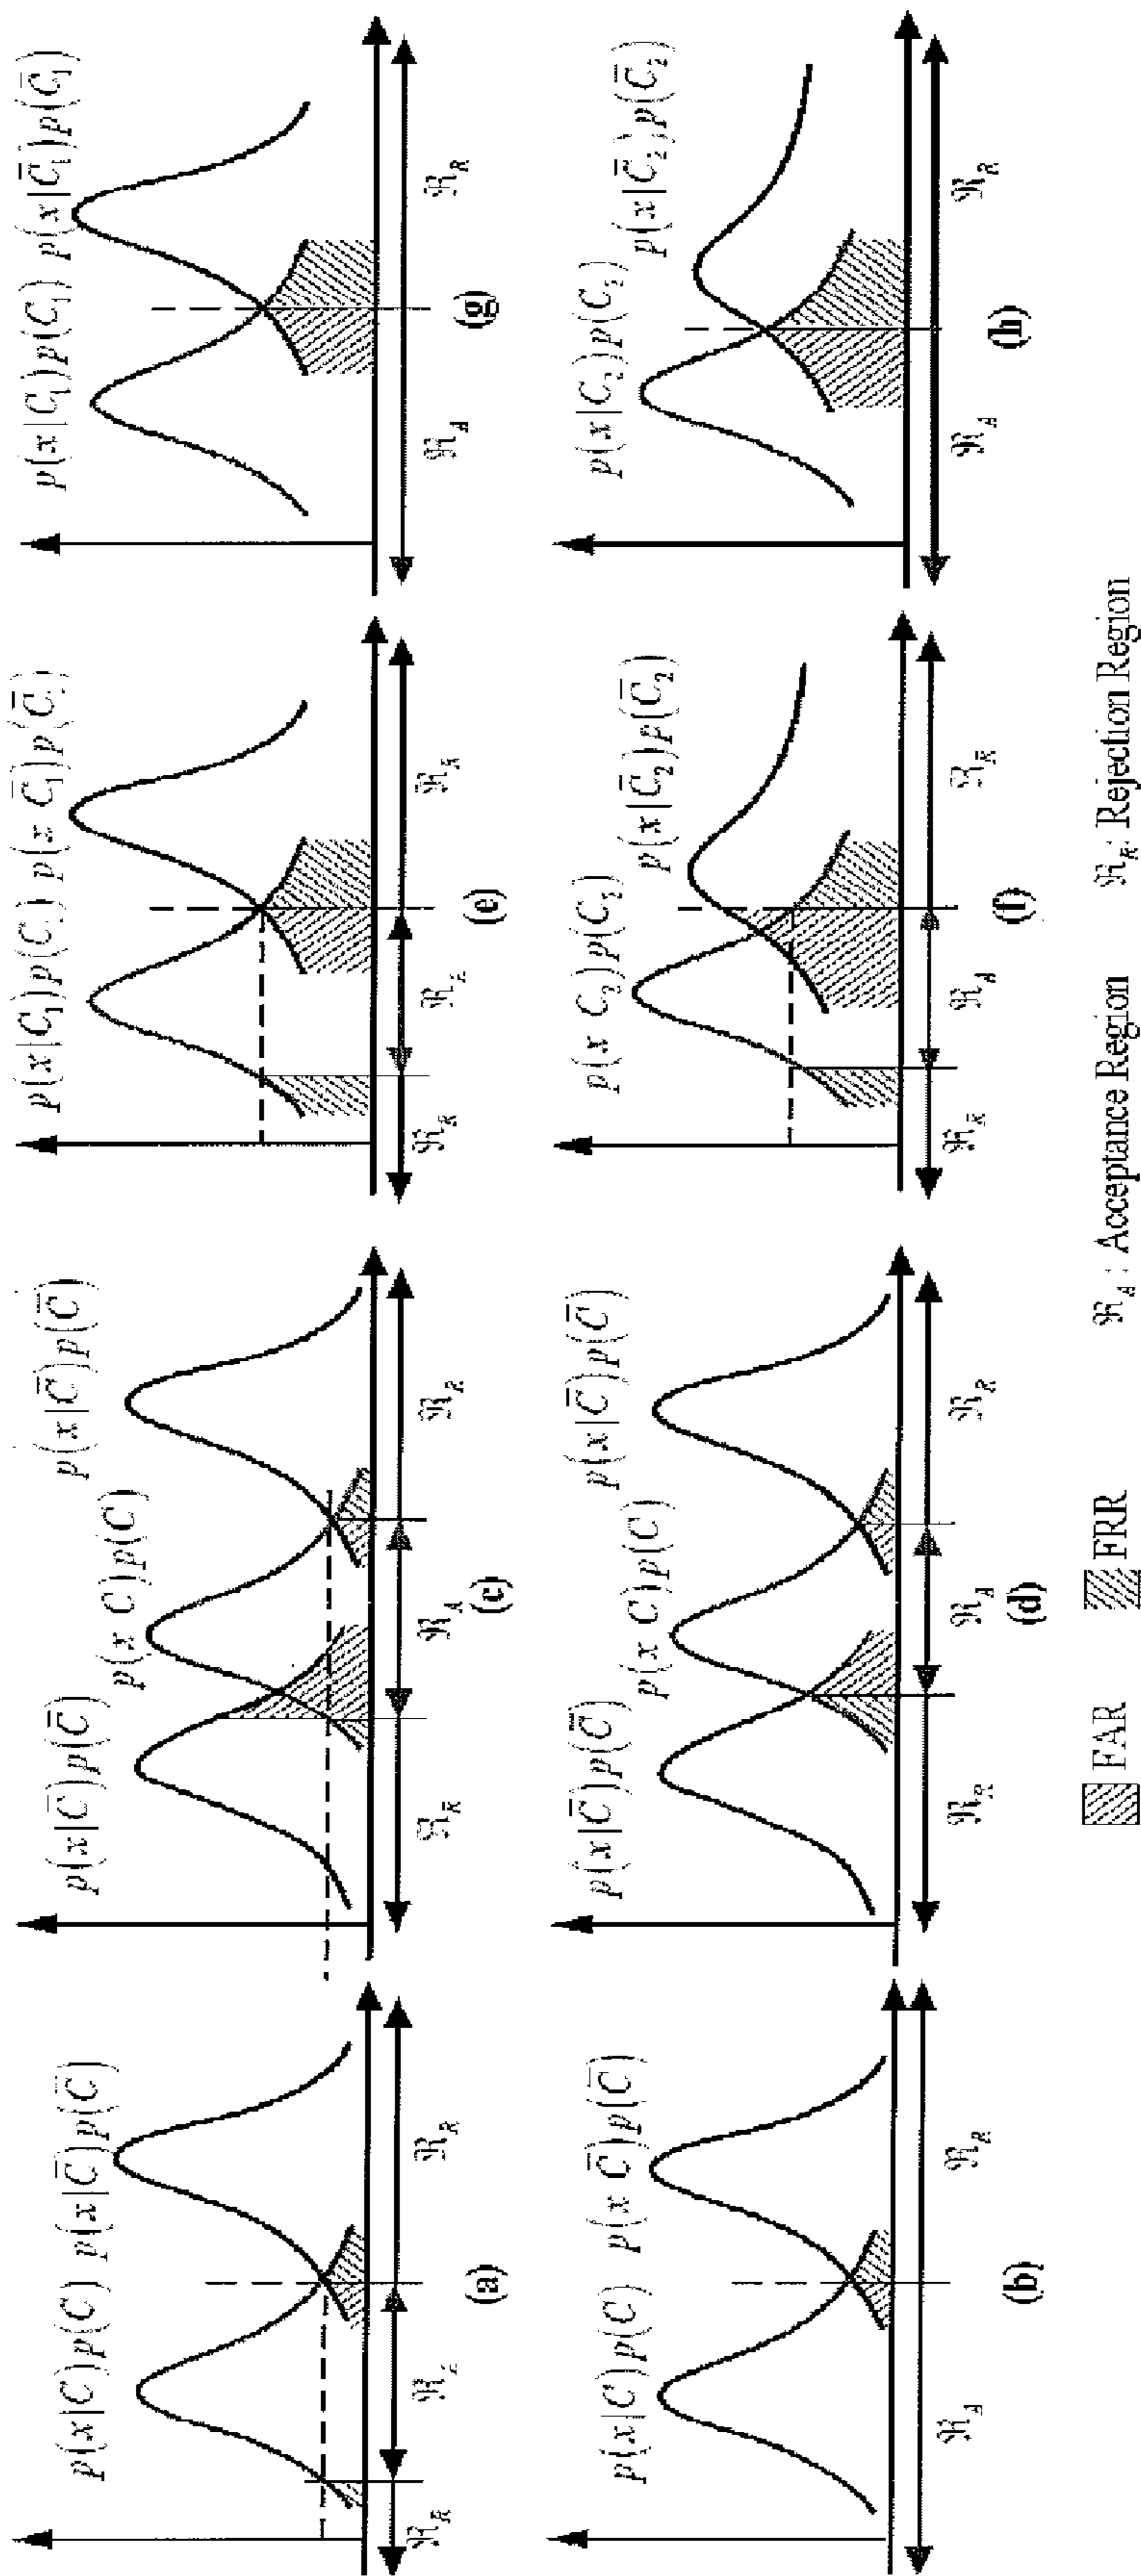 p(x|C)p(C) p(x|C̄)p(C̄)
ℜ_R ℜ_A ℜ_R
(a)
p(x|C̄)p(C̄) p(x C)p(C) p(x|C̄)p(C̄)
ℜ_R ℜ_A ℜ_R
(c)
p(x|C₁)p(C₁) p(x C̄₁)p(C̄₁)
ℜ_R ℜ_A ℜ_R
(e)
p(x|C₁)p(C₁) p(x|C̄₁)p(C̄₁)
ℜ_A ℜ_R
(g)
p(x|C)p(C) p(x C̄)p(C̄)
ℜ_A ℜ_R
(b)
p(x|C̄)p(C̄) p(x C)p(C) p(x|C̄)p(C̄)
ℜ_R ℜ_A ℜ_R
(d)
p(x C₂)p(C₂) p(x|C̄₂)p(C̄₂)
ℜ_R ℜ_A ℜ_R
(f)
p(x|C₂)p(C₂) p(x|C̄₂)p(C̄₂)
ℜ_A ℜ_R
(h)
FAR FRR ℜ_A : Acceptance Region ℜ_R: Rejection Region